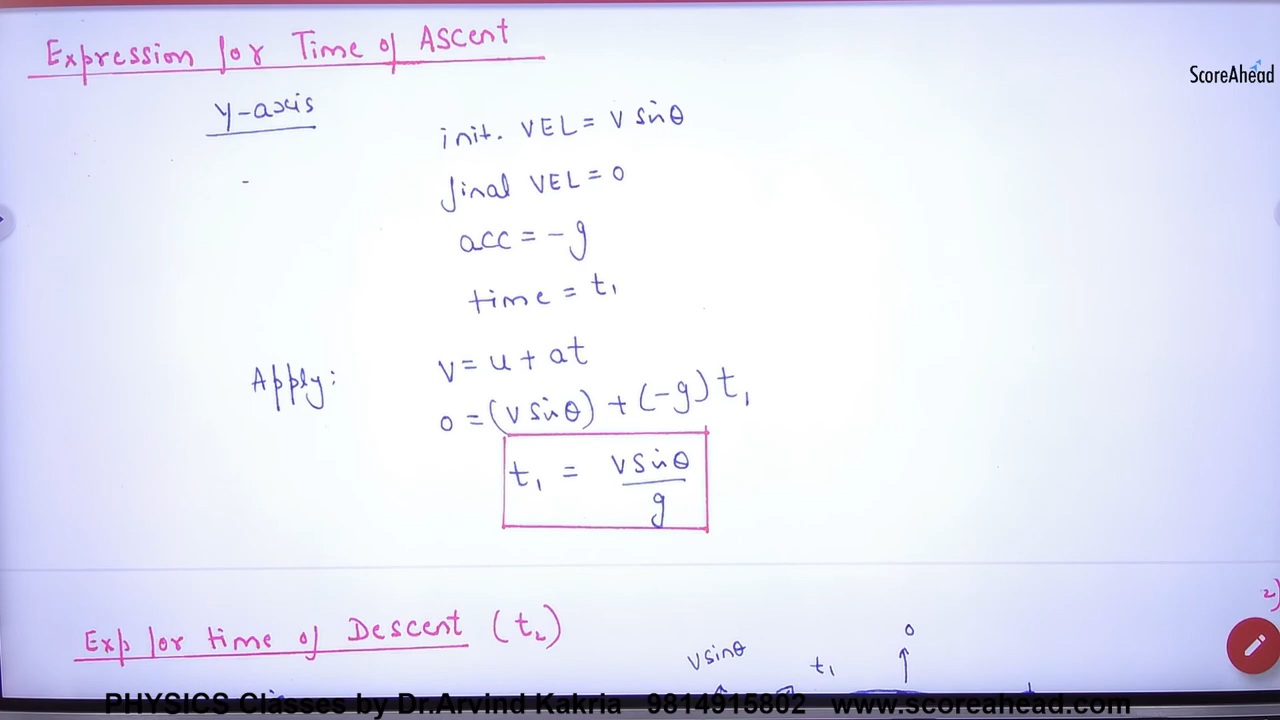 Expression for Time of Ascent
ScoreAhead
Y-axis
init. VEL = v sinθ
final VEL = 0
acc = -g
time = t₁
Apply: v = u + at
0 = (v sinθ) + (-g) t₁
t₁ = v sinθ / g
2)
Exp for time of Descent (t₂)
0
v sinθ
t₁
PHYSICS Classes by Dr.Arvind Kakria 9814915802 www.scoreahead.com